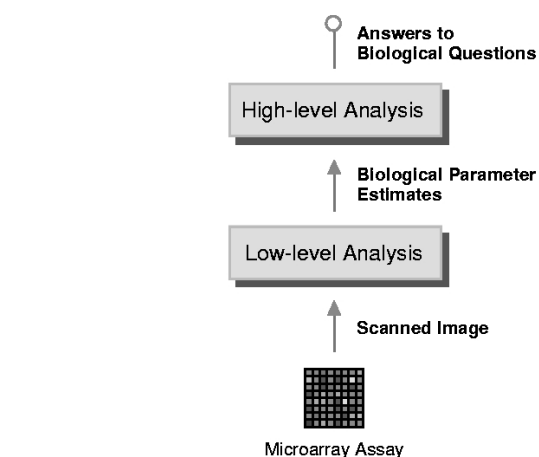 Answers to
Biological Questions
High-level Analysis
Biological Parameter
Estimates
Low-level Analysis
Scanned Image
Microarray Assay